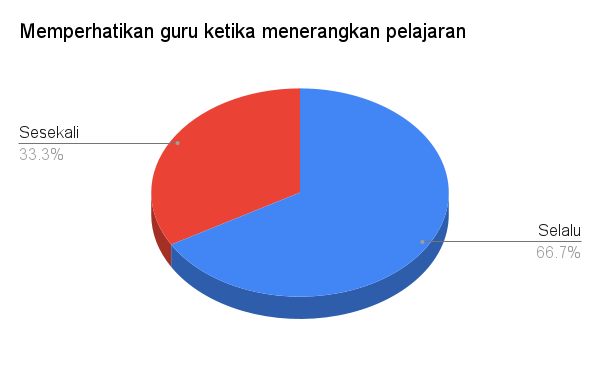 Memperhatikan guru ketika menerangkan pelajaran
Sesekali
33.3%
Selalu
66.7%